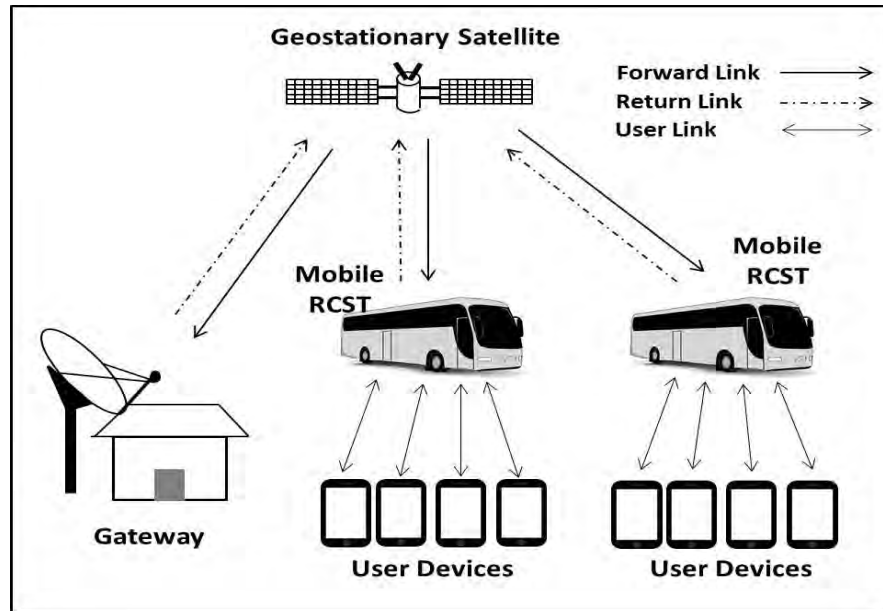 Geostationary Satellite
Forward Link
Return Link
User Link
Mobile
RCST
Mobile
RCST
Gateway
User Devices
User Devices